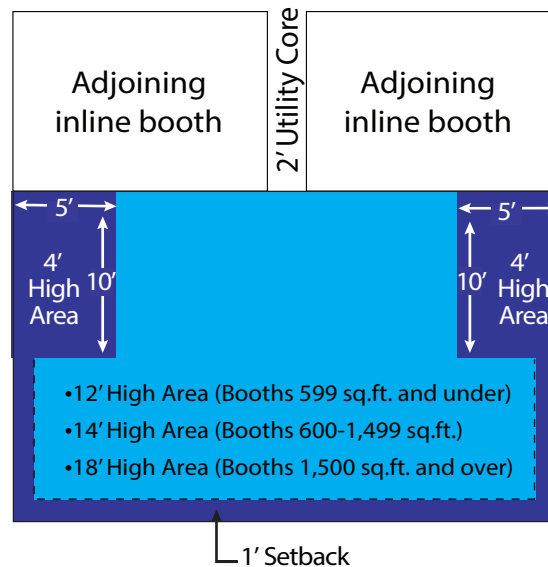 Adjoining
inline booth
2' Utility Core
Adjoining
inline booth
5'
5'
4'
High
Area
10'
10'
4'
High
Area
•12' High Area (Booths 599 sq.ft. and under)
•14' High Area (Booths 600-1,499 sq.ft.)
•18' High Area (Booths 1,500 sq.ft. and over)
1' Setback